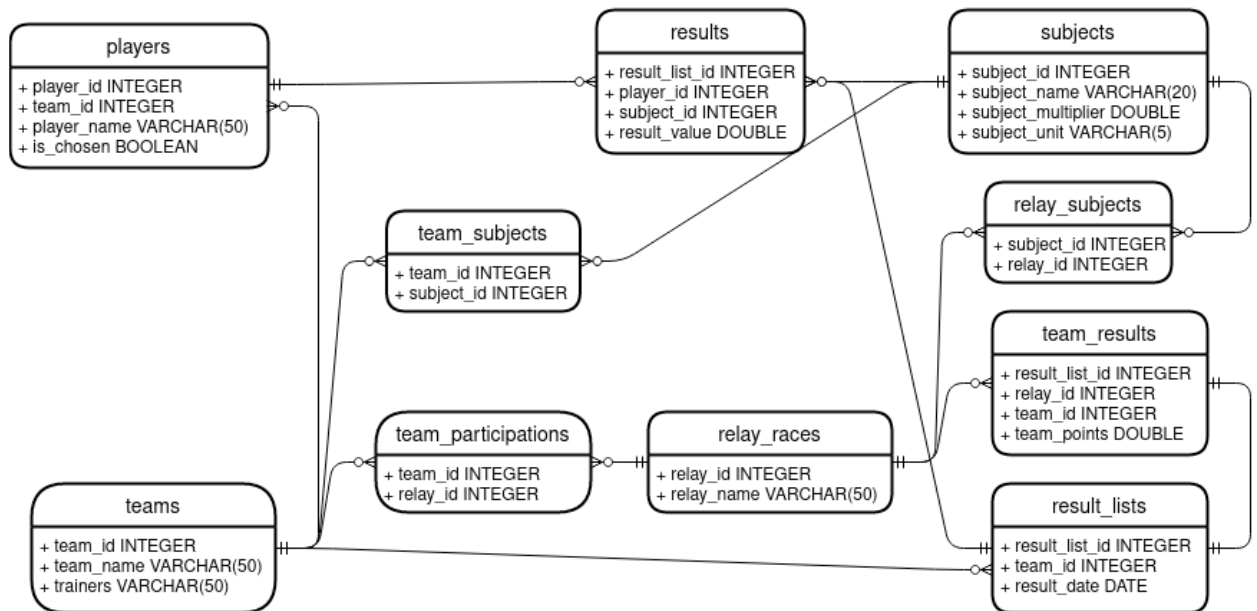 players
+ player_id INTEGER
+ team_id INTEGER
+ player_name VARCHAR(50)
+ is_chosen BOOLEAN
results
+ result_list_id INTEGER
+ player_id INTEGER
+ subject_id INTEGER
+ result_value DOUBLE
subjects
+ subject_id INTEGER
+ subject_name VARCHAR(20)
+ subject_multiplier DOUBLE
+ subject_unit VARCHAR(5)
team_subjects
+ team_id INTEGER
+ subject_id INTEGER
relay_subjects
+ subject_id INTEGER
+ relay_id INTEGER
team_results
+ result_list_id INTEGER
+ relay_id INTEGER
+ team_id INTEGER
+ team_points DOUBLE
team_participations
+ team_id INTEGER
+ relay_id INTEGER
relay_races
+ relay_id INTEGER
+ relay_name VARCHAR(50)
teams
+ team_id INTEGER
+ team_name VARCHAR(50)
+ trainers VARCHAR(50)
result_lists
+ result_list_id INTEGER
+ team_id INTEGER
+ result_date DATE